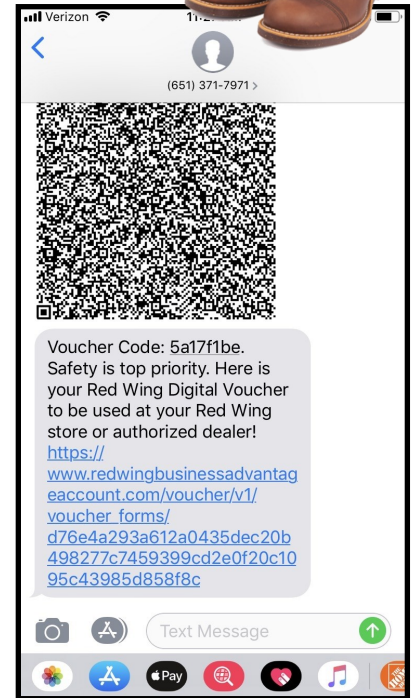 Verizon
(651) 371-7971 >
Voucher Code: 5a17f1be.
Safety is top priority. Here is
your Red Wing Digital Voucher
to be used at your Red Wing
store or authorized dealer!
https://
www.redwingbusinessadvantag
eaccount.com/voucher/v1/
voucher_forms/
d76e4a293a612a0435dec20b
498277c7459399cd2e0f20c10
95c43985d858f8c
Text Message
Pay